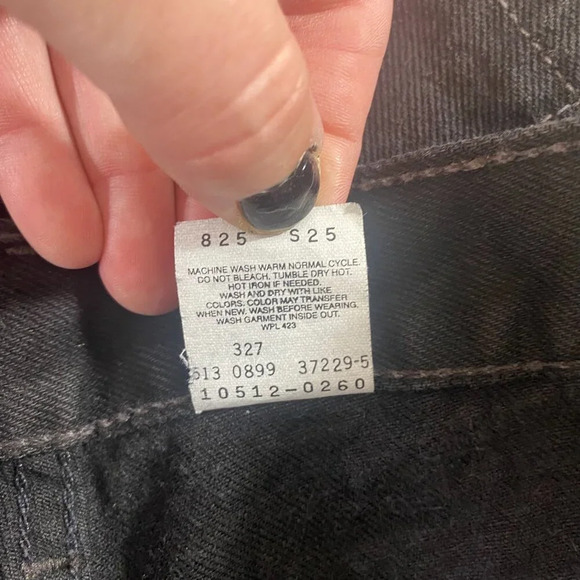 825 S25
MACHINE WASH WARM NORMAL CYCLE.
DO NOT BLEACH. TUMBLE DRY HOT.
HOT IRON IF NEEDED.
WASH AND DRY WITH LIKE
COLORS. COLOR MAY TRANSFER
WHEN NEW. WASH BEFORE WEARING.
WASH GARMENT INSIDE OUT.
WPL 423
327
513 0899 37229-5
10512-0260